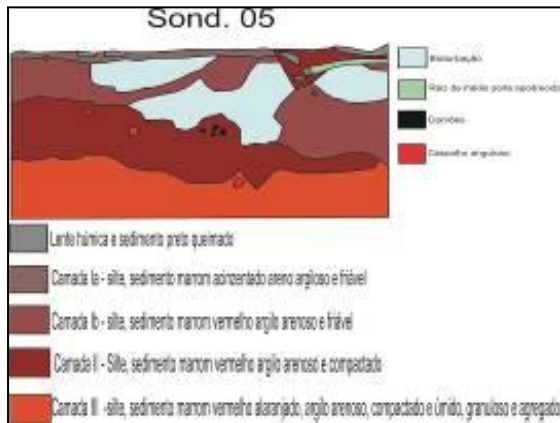 Sond. 05
Bioturbação
Raiz de médio porte apodrecida
Carvões
Cascalho anguloso
Lente húmica e sedimento preto queimado
Camada Ia - silte, sedimento marrom acinzentado areno argiloso e friável
Camada Ib - silte, sedimento marrom vermelho argilo arenoso e friável
Camada II - Silte, sedimento marrom vermelho argilo arenoso e compactado
Camada III -silte, sedimento marrom vermelho alaranjado, argilo arenoso, compactado e úmido, granuloso e agregado